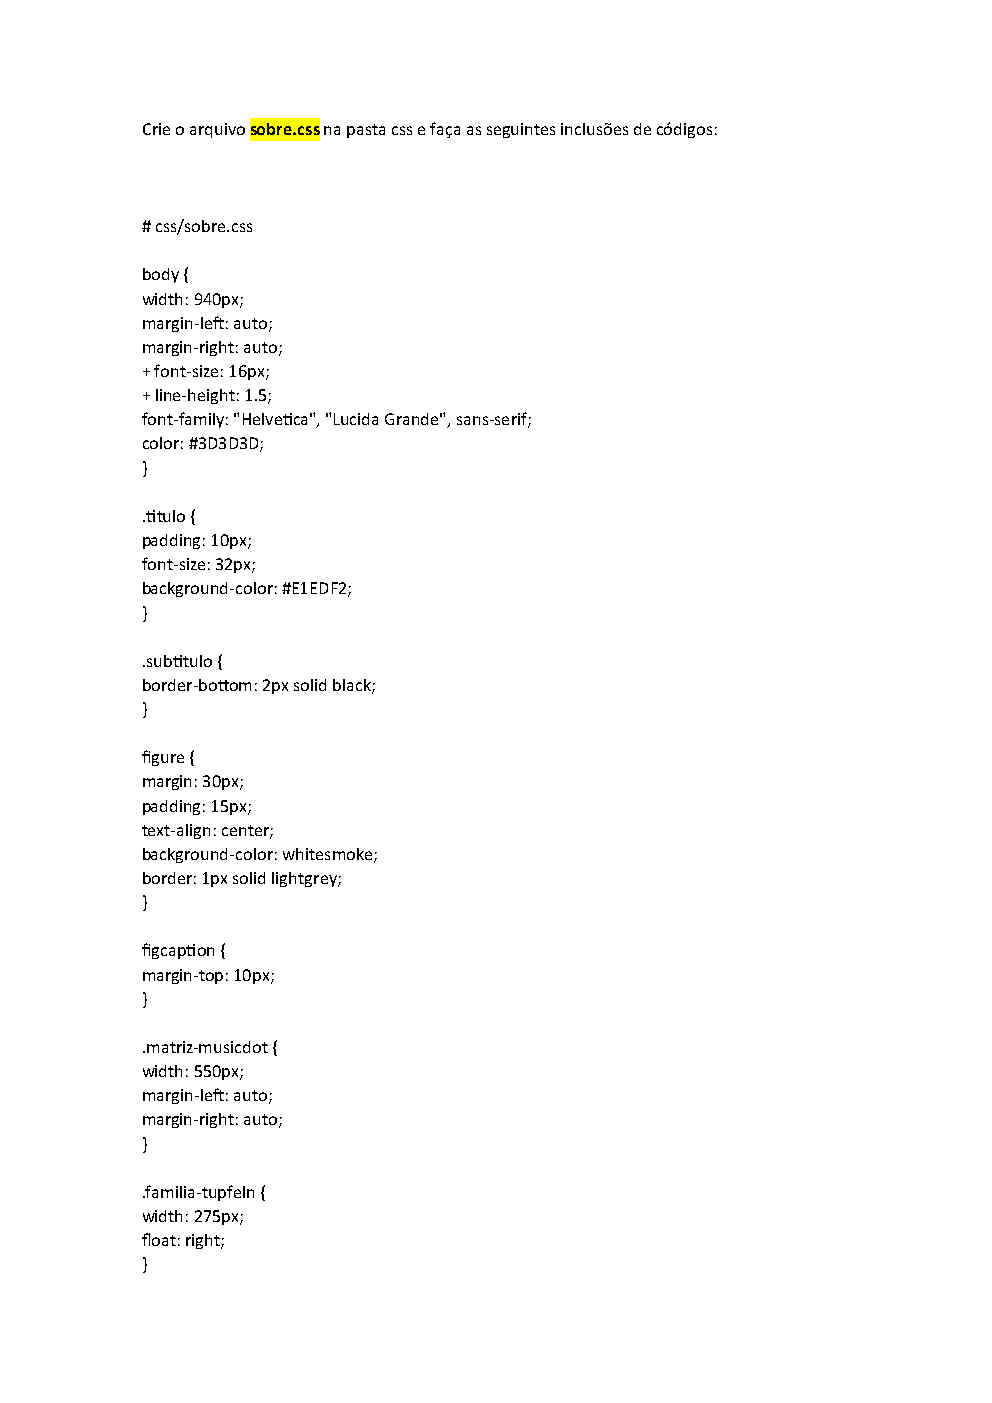 Crie o arquivo sobre.css na pasta css e faça as seguintes inclusões de códigos:
# css/sobre.css
body {
width: 940px;
margin-left: auto;
margin-right: auto;
+ font-size: 16px;
+ line-height: 1.5;
font-family: "Helvetica", "Lucida Grande", sans-serif;
color: #3D3D3D;
}
.titulo {
padding: 10px;
font-size: 32px;
background-color: #E1EDF2;
}
.subtitulo {
border-bottom: 2px solid black;
}
figure {
margin: 30px;
padding: 15px;
text-align: center;
background-color: whitesmoke;
border: 1px solid lightgrey;
}
figcaption {
margin-top: 10px;
}
.matriz-musicdot {
width: 550px;
margin-left: auto;
margin-right: auto;
}
.familia-tupfeln {
width: 275px;
float: right;
}